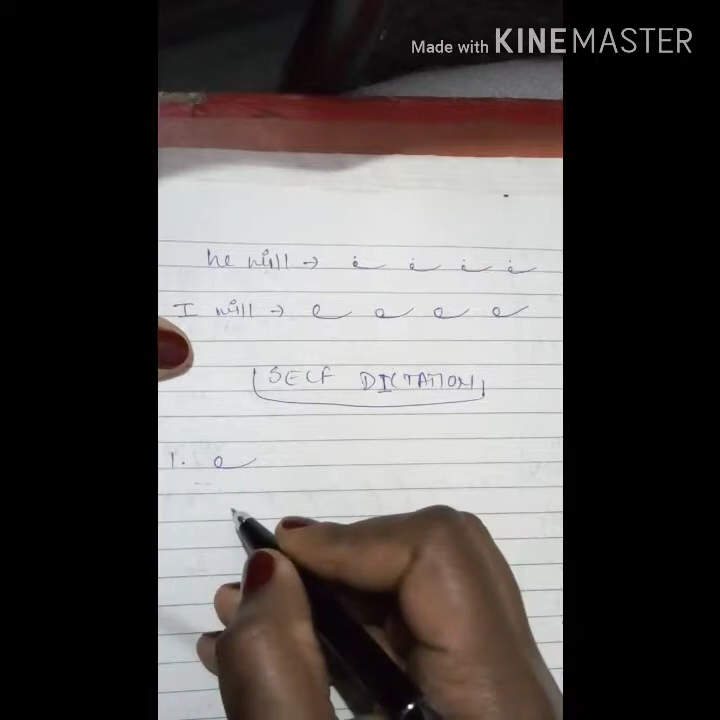 Made with KINEMASTER
he will →
I will →
SELF DICTATION
1.